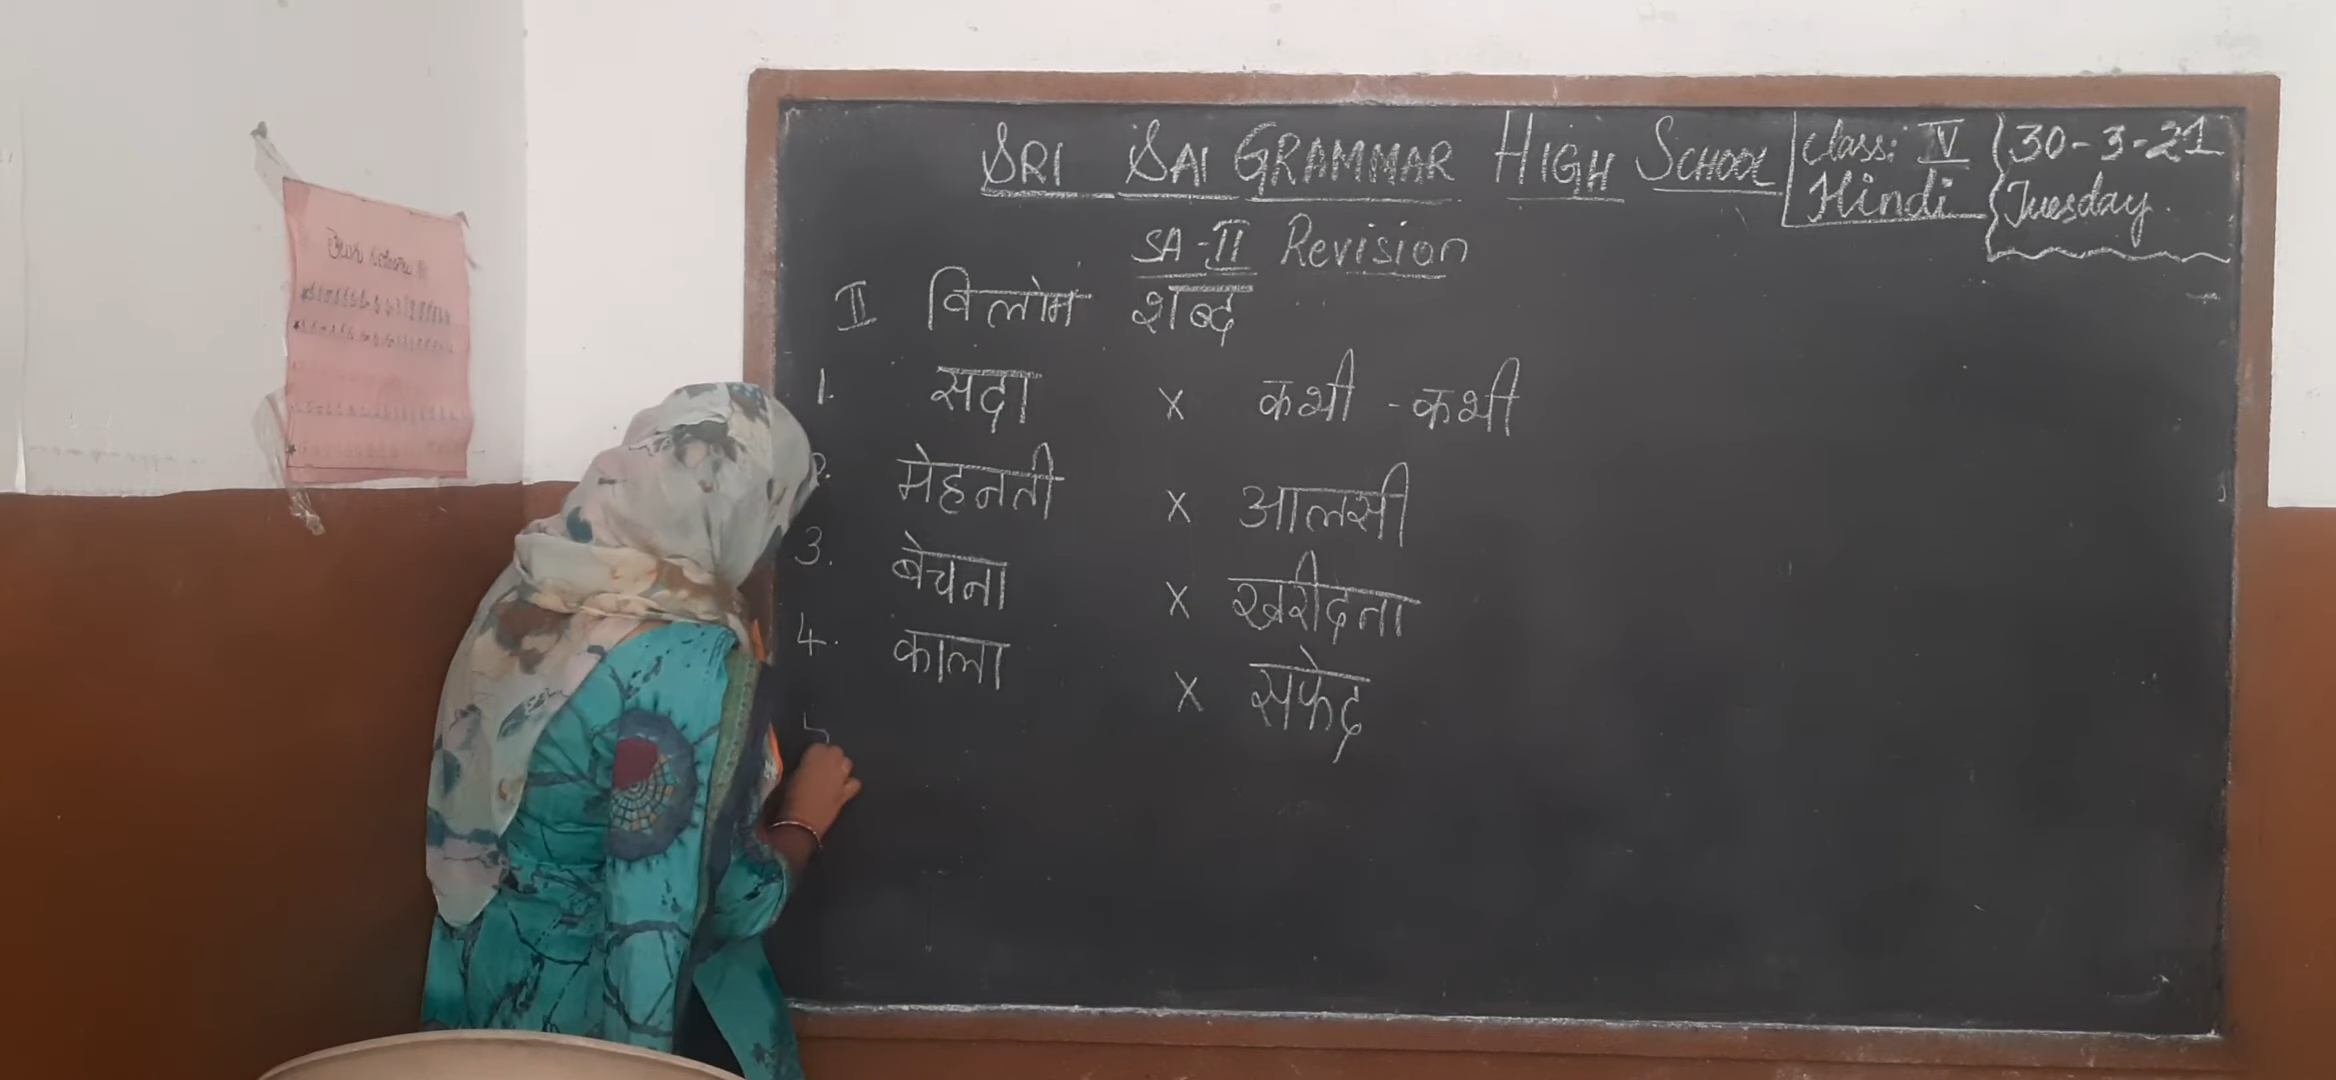 SRI SAI GRAMMAR HIGH SCHOOL
Class: IV
Hindi
30-3-21
Tuesday.
SA-II Revision
II विलोम शब्द
1. सदा x कभी - कभी
2. मेहनती x आलसी
3. बेचना x खरीदना
4. काला x सफेद